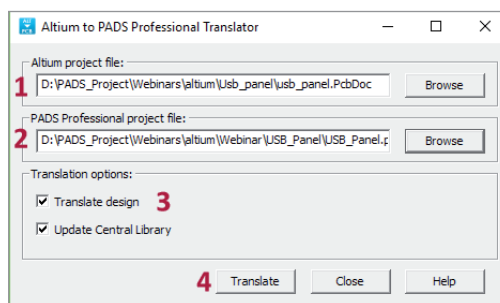 Altium to PADS Professional Translator
Altium project file:
1 D:\PADS_Project\Webinars\altium\Usb_panel\usb_panel.PcbDoc Browse
PADS Professional project file:
2 D:\PADS_Project\Webinars\altium\Webinar\USB_Panel\USB_Panel.p Browse
Translation options:
Translate design 3
Update Central Library
4 Translate Close Help